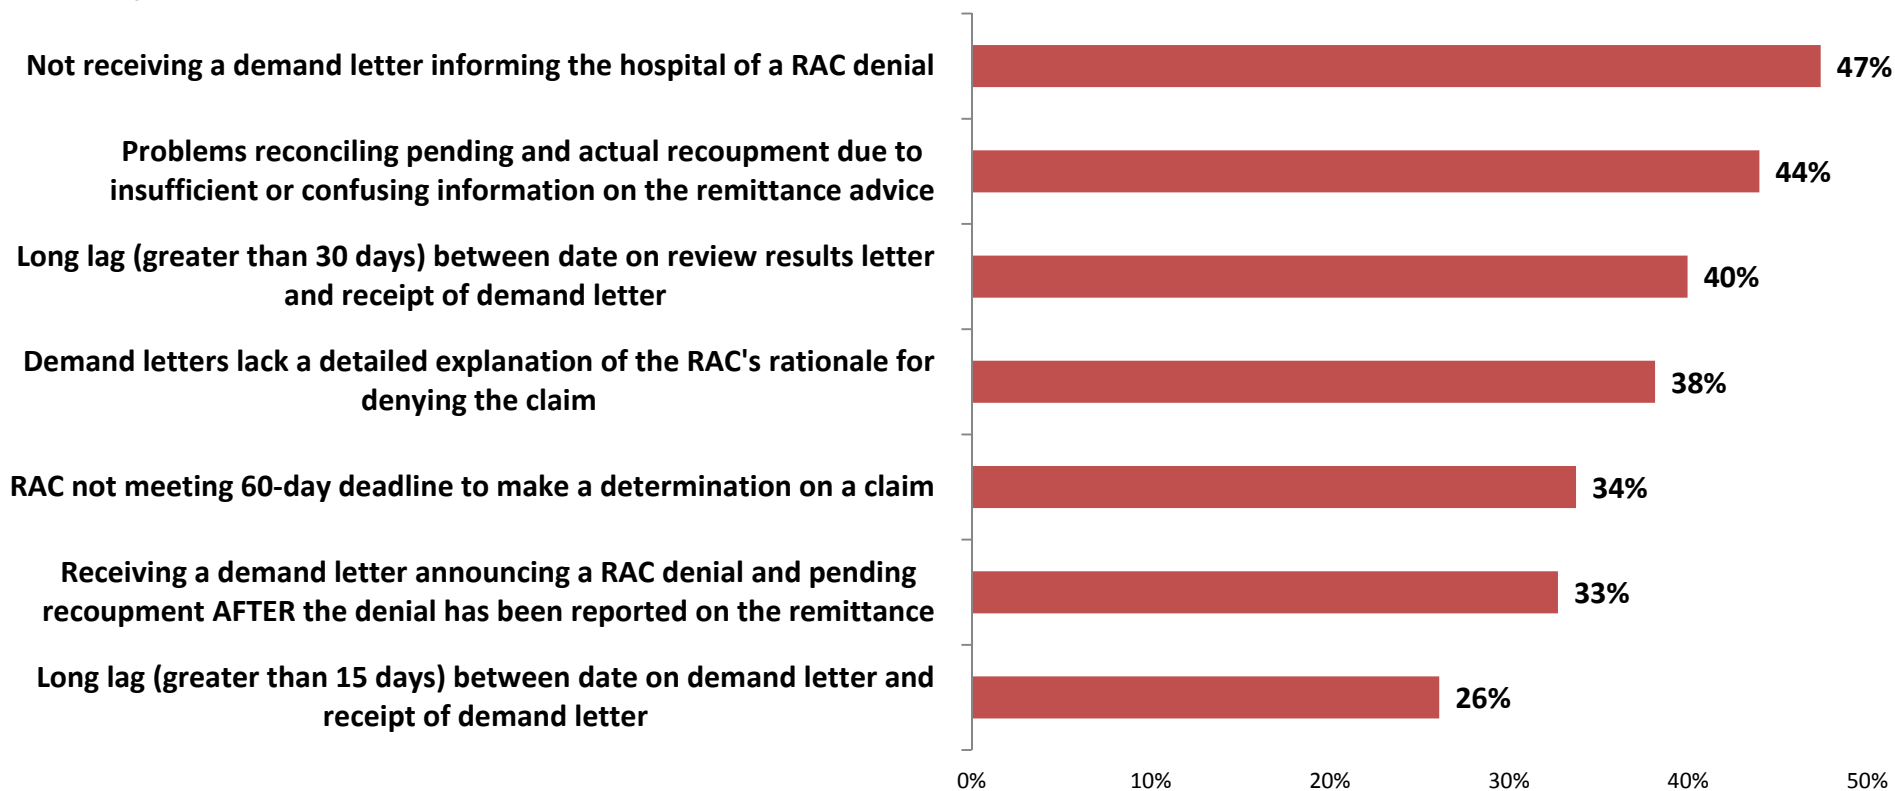 Not receiving a demand letter informing the hospital of a RAC denial
47%
Problems reconciling pending and actual recoupment due to
insufficient or confusing information on the remittance advice
44%
Long lag (greater than 30 days) between date on review results letter
and receipt of demand letter
40%
Demand letters lack a detailed explanation of the RAC's rationale for
denying the claim
38%
RAC not meeting 60-day deadline to make a determination on a claim
34%
Receiving a demand letter announcing a RAC denial and pending
recoupment AFTER the denial has been reported on the remittance
33%
Long lag (greater than 15 days) between date on demand letter and
receipt of demand letter
26%
0% 10% 20% 30% 40% 50%